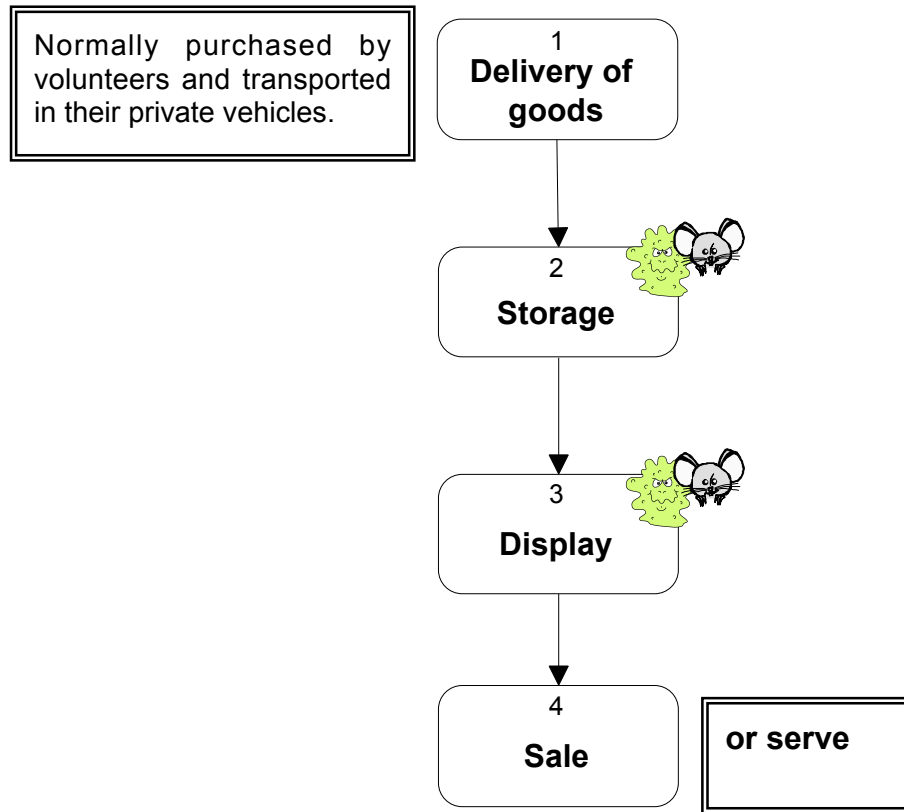 Normally purchased by
volunteers and transported
in their private vehicles.
1
Delivery of
goods
2
Storage
3
Display
4
Sale
or serve